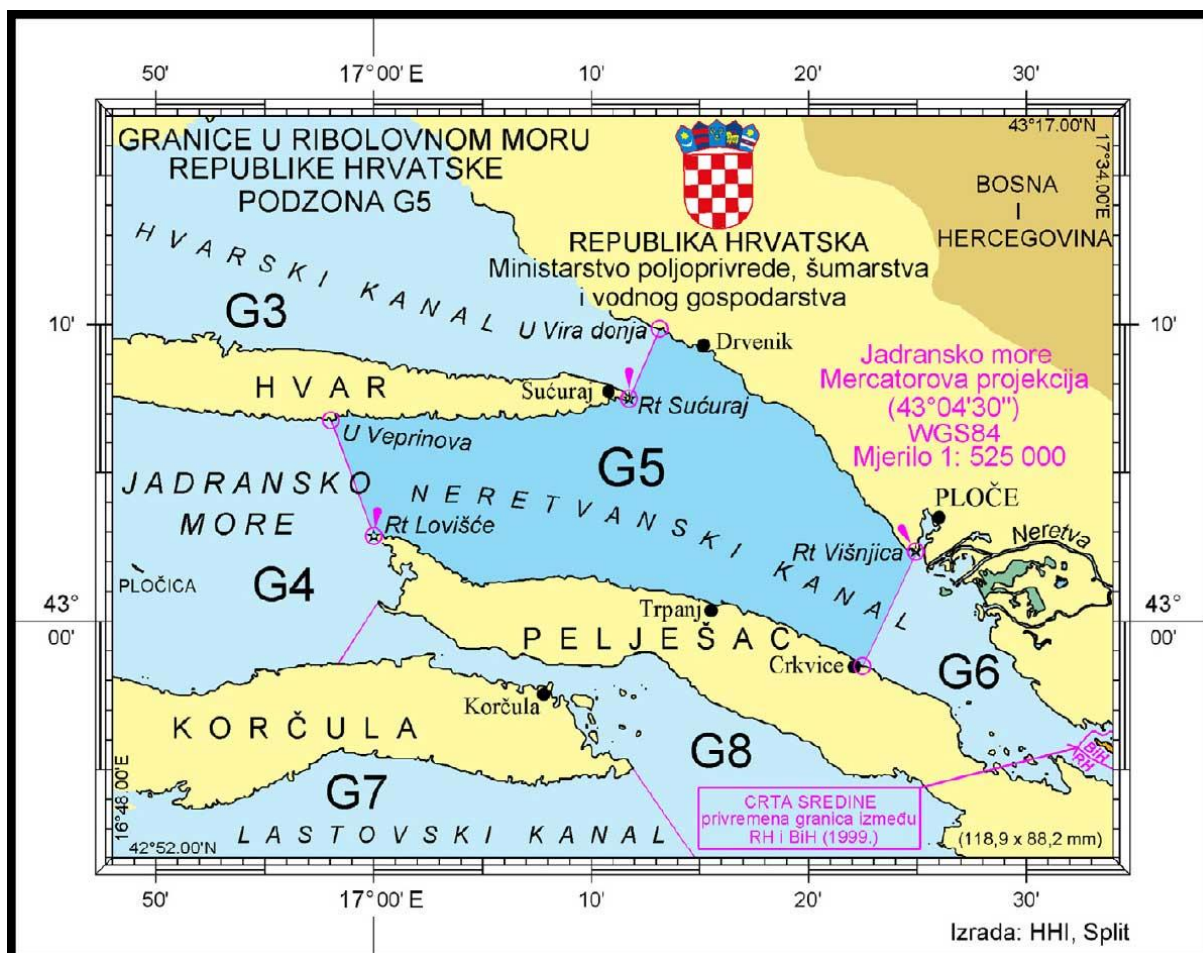 50'
17°00' E
10'
20'
30'
GRANICE U RIBOLOVNOM MORU
REPUBLIKE HRVATSKE
PODZONA G5
43°17.00'N
17°34.00'E
BOSNA
I
HERCEGOVINA
REPUBLIKA HRVATSKA
Ministarstvo poljoprivrede, šumarstva
i vodnog gospodarstva
HVARSKI KANAL
G3
10'
10'
U Vira donja
Drvenik
Jadransko more
Mercatorova projekcija
(43°04'30")
WGS84
Mjerilo 1: 525 000
HVAR
Sućuraj
Rt Sućuraj
U Veprinova
G5
JADRANSKO
MORE
NERETVANSKI KANAL
PLOČE
Neretva
Rt Lovišće
Rt Višnjica
PLOČICA
G4
43°
00'
43°
00'
Trpanj
PELJEŠAC
Crkvice
G6
Korčula
KORČULA
G8
BiH
RH
G7
16°48.00'E
CRTA SREDINE
privremena granica između
RH i BiH (1999.)
42°52.00'N
LASTOVSKI KANAL
(118,9 x 88,2 mm)
50'
17°00' E
10'
20'
30'
Izrada: HHI, Split